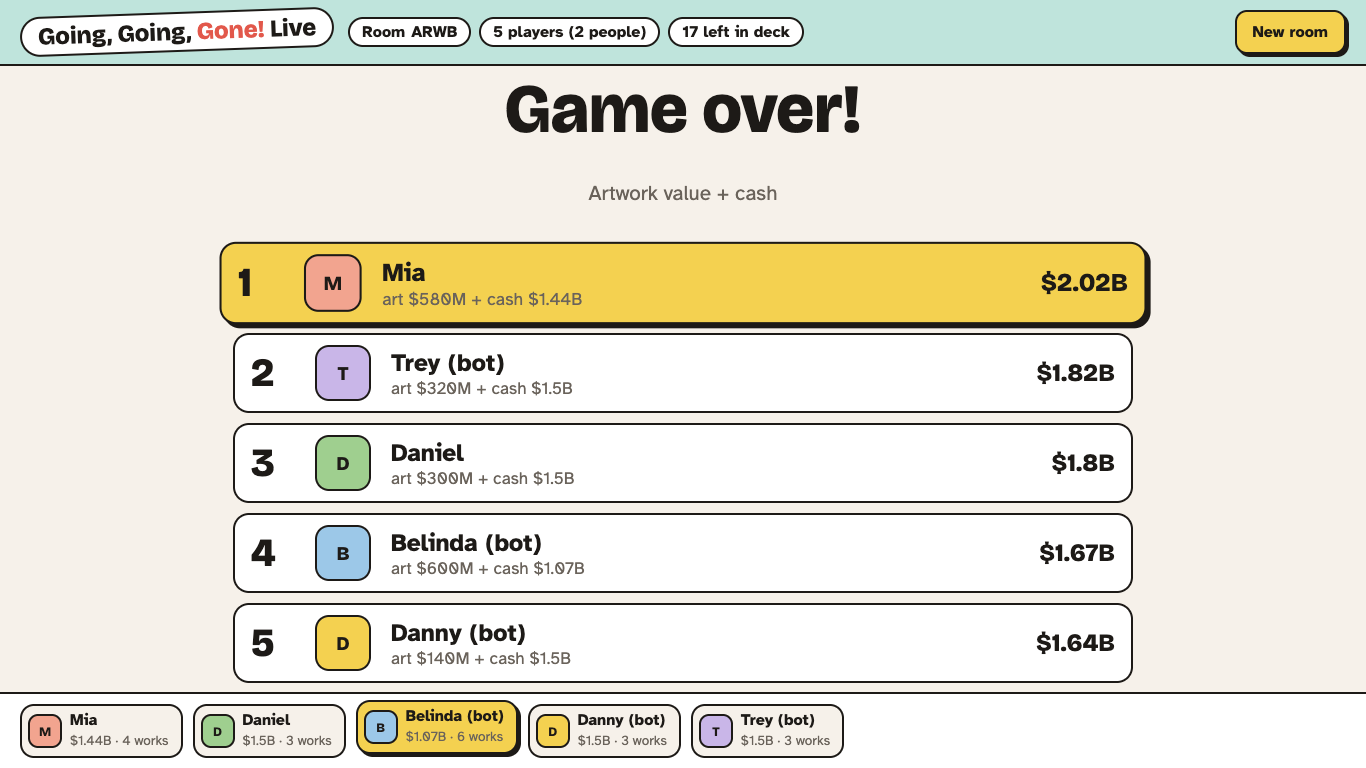 Going, Going, Gone! Live
Room ARWB
5 players (2 people)
17 left in deck
New room
Game over!
Artwork value + cash
1
M
Mia
art $580M + cash $1.44B
$2.02B
2
T
Trey (bot)
art $320M + cash $1.5B
$1.82B
3
D
Daniel
art $300M + cash $1.5B
$1.8B
4
B
Belinda (bot)
art $600M + cash $1.07B
$1.67B
5
D
Danny (bot)
art $140M + cash $1.5B
$1.64B
M
Mia
$1.44B · 4 works
D
Daniel
$1.5B · 3 works
B
Belinda (bot)
$1.07B · 6 works
D
Danny (bot)
$1.5B · 3 works
T
Trey (bot)
$1.5B · 3 works